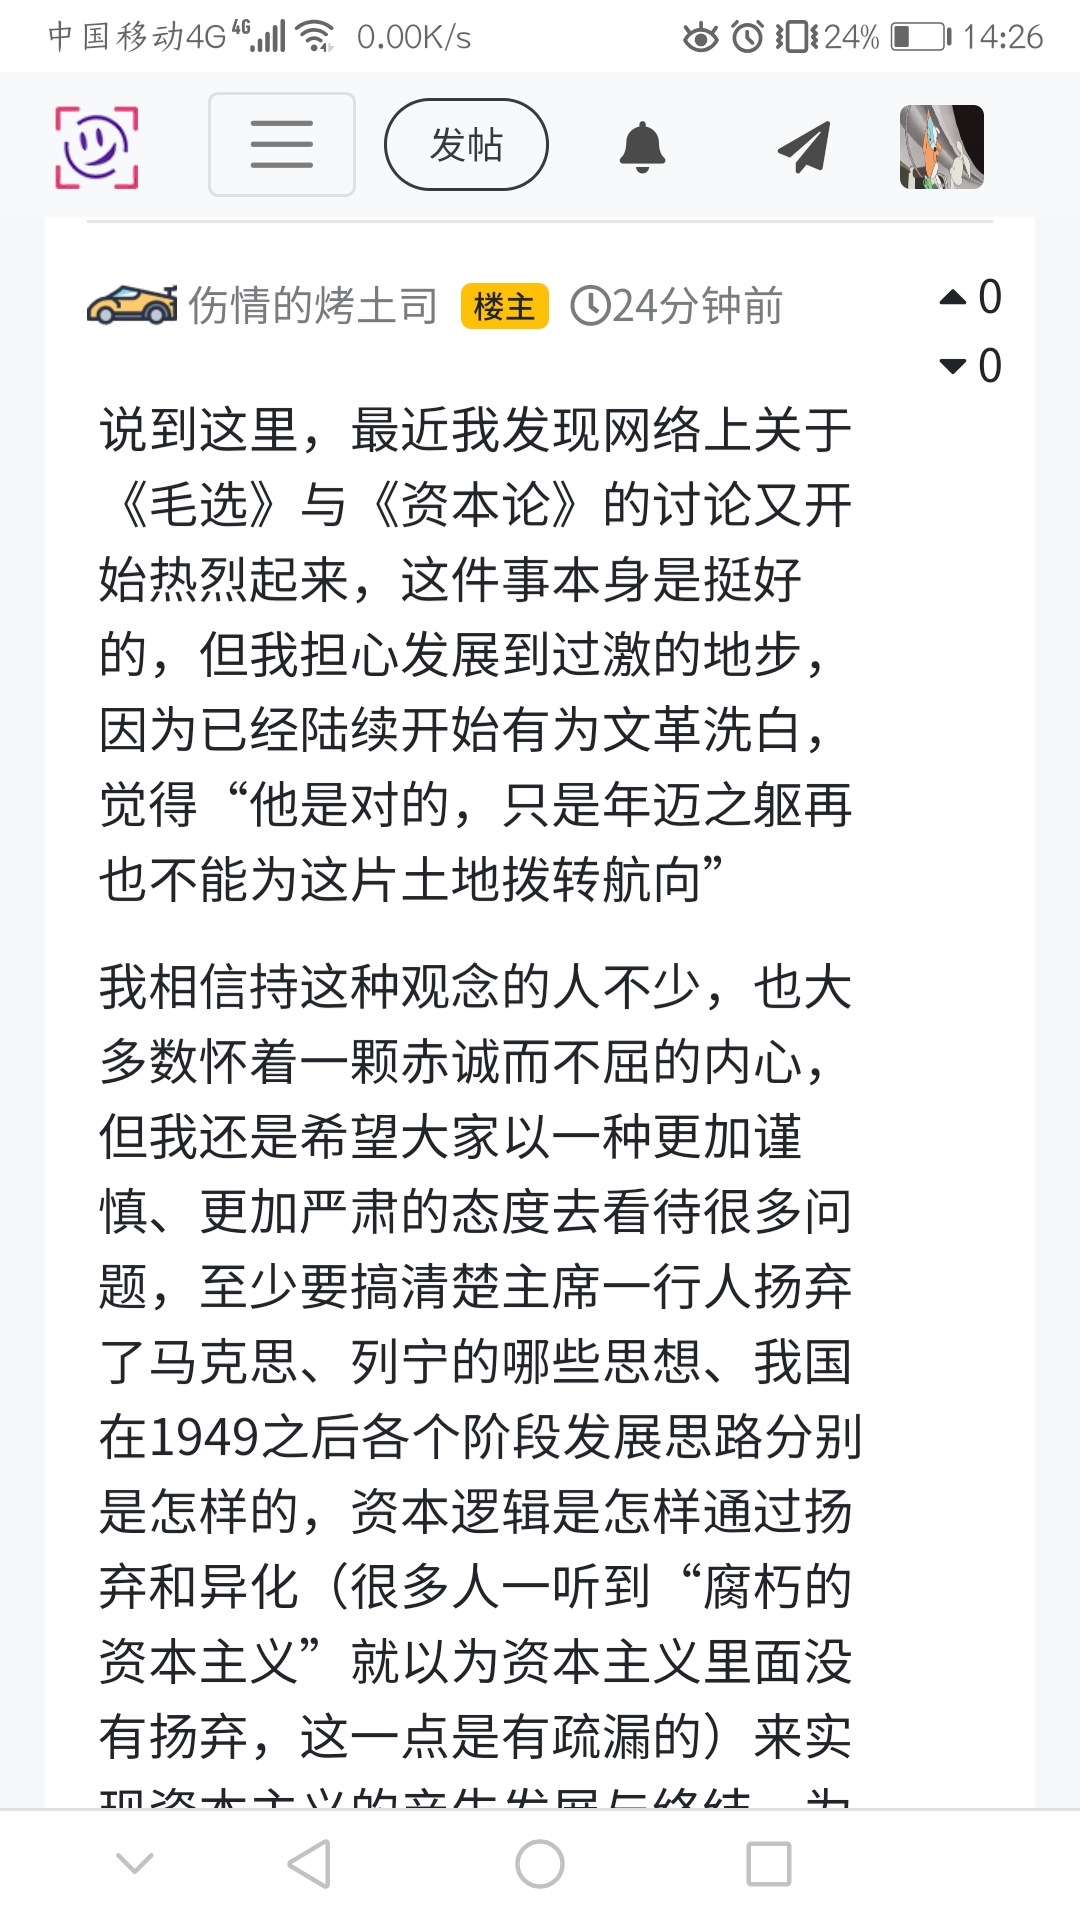 中国移动4G 4G 0.00K/s 24% 14:26
发帖
伤情的烤土司 楼主 24分钟前 0
0
说到这里，最近我发现网络上关于
《毛选》与《资本论》的讨论又开
始热烈起来，这件事本身是挺好
的，但我担心发展到过激的地步，
因为已经陆续开始有为文革洗白，
觉得“他是对的，只是年迈之躯再
也不能为这片土地拨转航向”
我相信持这种观念的人不少，也大
多数怀着一颗赤诚而不屈的内心，
但我还是希望大家以一种更加谨
慎、更加严肃的态度去看待很多问
题，至少要搞清楚主席一行人扬弃
了马克思、列宁的哪些思想、我国
在1949之后各个阶段发展思路分别
是怎样的，资本逻辑是怎样通过扬
弃和异化（很多人一听到“腐朽的
资本主义”就以为资本主义里面没
有扬弃，这一点是有疏漏的）来实
现资本主义的产生发展与终结，为